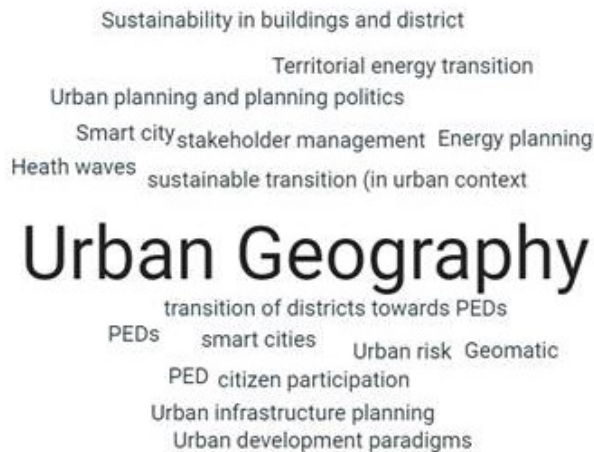 Sustainability in buildings and district
Territorial energy transition
Urban planning and planning politics
Smart city stakeholder management Energy planning
Heath waves sustainable transition (in urban context
Urban Geography
transition of districts towards PEDs
PEDs smart cities Urban risk Geomatic
PED citizen participation
Urban infrastructure planning
Urban development paradigms